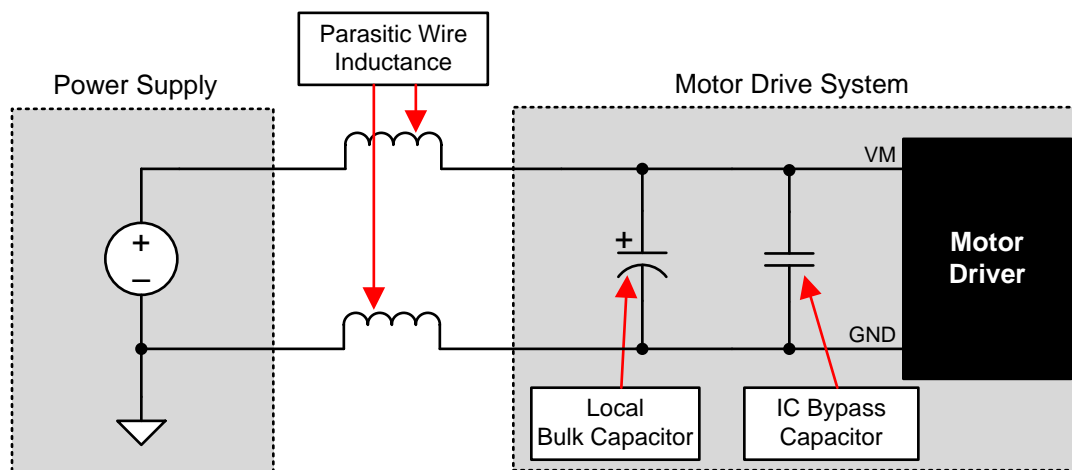 Parasitic Wire
Inductance
Power Supply
Motor Drive System
VM
+
–
+
Motor
Driver
GND
Local
Bulk Capacitor
IC Bypass
Capacitor